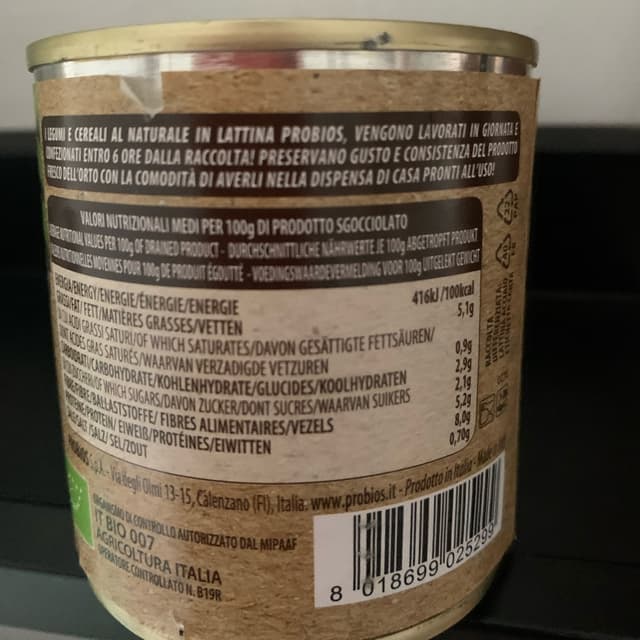 I LEGUMI E CEREALI AL NATURALE IN LATTINA PROBIOS, VENGONO LAVORATI IN GIORNATA E
CONFEZIONATI ENTRO 6 ORE DALLA RACCOLTA! PRESERVANO GUSTO E CONSISTENZA DEL PRODOTTO
FRESCO DELL'ORTO CON LA COMODITÀ DI AVERLI NELLA DISPENSA DI CASA PRONTI ALL'USO!
VALORI NUTRIZIONALI MEDI PER 100g DI PRODOTTO SGOCCIOLATO
NUTRITIONAL VALUES PER 100g OF DRAINED PRODUCT - DURCHSCHNITTLICHE NÄHRWERTE JE 100g ABGETROPFT PRODUKT
NUTRITIONNELLES MOYENNES POUR 100g DE PRODUIT ÉGOUTTÉ - VOEDINGSWAARDEVERMELDING VOOR 100g UITGELEKT GEWICHT
ENERGIA/ENERGY/ENERGIE/ÉNERGIE/ENERGIE 416kJ/100kcal
GRASSI/FAT FETT/MATIÈRES GRASSES/VETTEN 5,1g
DI CUI ACIDI GRASSI SATURI/OF WHICH SATURATES/DAVON GESÄTTIGTE FETTSÄUREN/
DONT ACIDES GRAS SATURÉS/WAARVAN VERZADIGDE VETZUREN 0,9g
CARBOIDRATI/CARBOHYDRATE/KOHLENHYDRATE/GLUCIDES/KOOLHYDRATEN 2,9g
DI CUI ZUCCHERI/OF WHICH SUGARS/DAVON ZUCKER/DONT SUCRES/WAARVAN SUIKERS 2,1g
FIBRE/FIBRE/BALLASTSTOFFE/ FIBRES ALIMENTAIRES/VEZELS 5,2g
PROTEINE/PROTEIN/EIWEIß/PROTÉINES/EIWITTEN 8,0g
SALE/SALT /SALZ/ SEL/ZOUT 0,70g
RACCOLTA
PROBIOS S.p.A. - Via degli Olmi 13-15, Calenzano (FI), Italia. www.probios.it - Prodotto in Italia - Made in
ORGANISMO DI CONTROLLO AUTORIZZATO DAL MIPAAF
IT BIO 007
AGRICOLTURA ITALIA
OPERATORE CONTROLLATO N. B19R
8 018699 025299